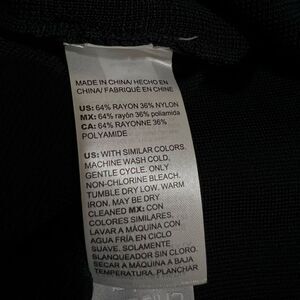 MADE IN CHINA/ HECHO EN
CHINA/ FABRIQUÉ EN CHINE
US: 64% RAYON 36% NYLON
MX: 64% rayón 36% poliamida
CA: 64% RAYONNE 36%
POLYAMIDE
US: WITH SIMILAR COLORS.
MACHINE WASH COLD,
GENTLE CYCLE. ONLY
NON-CHLORINE BLEACH.
TUMBLE DRY LOW. WARM
IRON. MAY BE DRY
CLEANED MX: CON
COLORES SIMILARES.
LAVAR A MÁQUINA CON
AGUA FRÍA EN CICLO
SUAVE. SOLAMENTE
BLANQUEADOR SIN CLORO.
SECAR A MÁQUINA A BAJA
TEMPERATURA. PLANCHAR